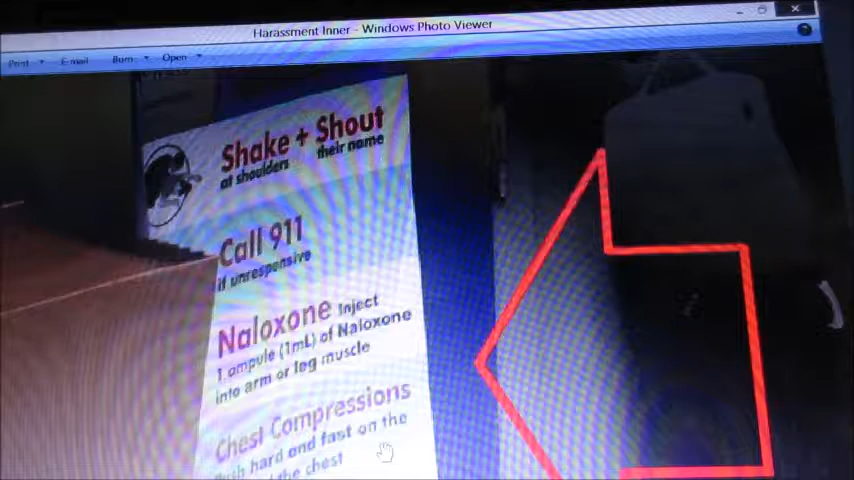 Harassment Inner - Windows Photo Viewer
Print E-mail Burn Open
Shake + Shout
at shoulders their name
Call 911
if unresponsive
Naloxone Inject
1 ampule (1mL) of Naloxone
into arm or leg muscle
Chest Compressions
hard and fast on the
the chest